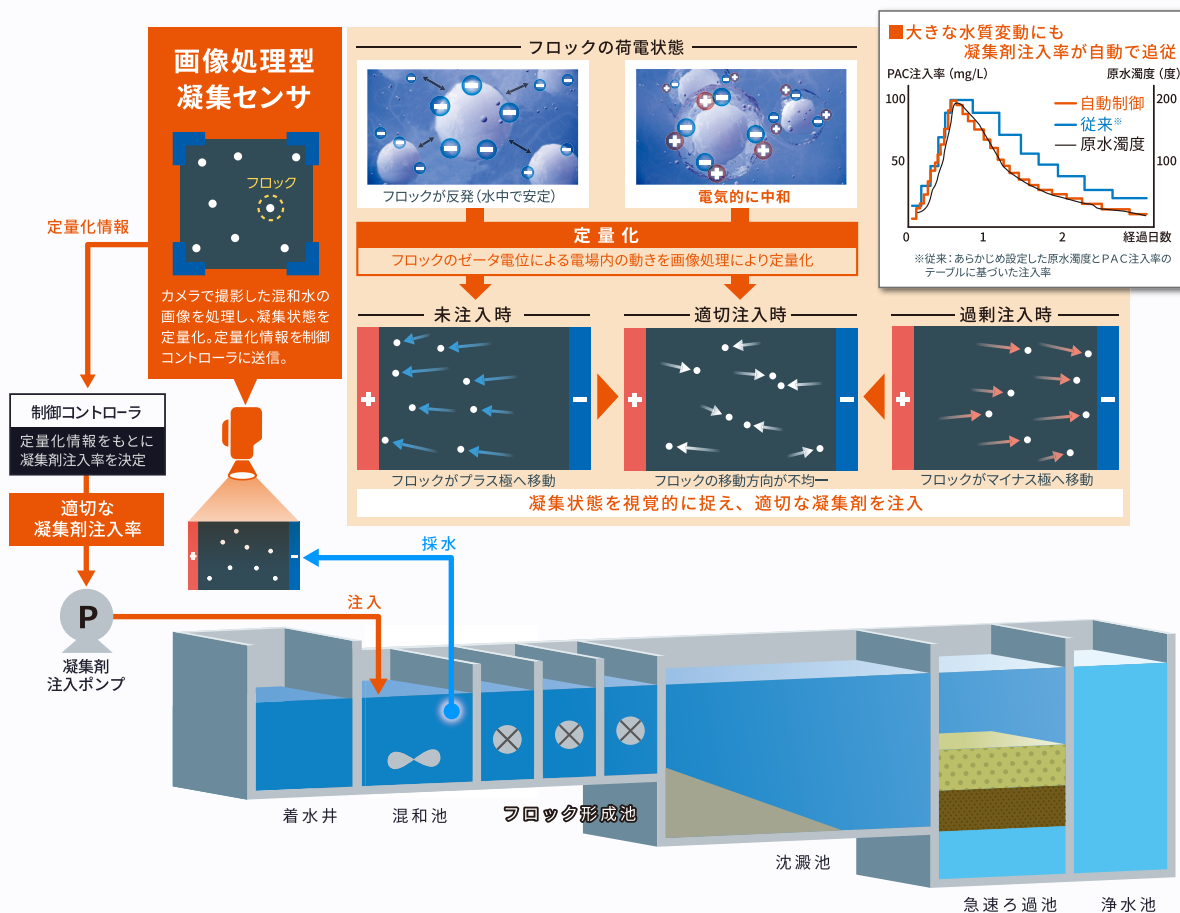 画像処理型
凝集センサ
フロック
カメラで撮影した混和水の
画像を処理し、凝集状態を
定量化。定量化情報を制御
コントローラに送信。
定量化情報
制御コントローラ
定量化情報をもとに
凝集剤注入率を決定
適切な
凝集剤注入率
P
凝集剤
注入ポンプ
フロックの荷電状態
フロックが反発（水中で安定）
電気的に中和
定量化
フロックのゼータ電位による電場内の動きを画像処理により定量化
未注入時
適切注入時
過剰注入時
フロックがプラス極へ移動
フロックの移動方向が不均一
フロックがマイナス極へ移動
凝集状態を視覚的に捉え、適切な凝集剤を注入
■大きな水質変動にも
凝集剤注入率が自動で追従
PAC注入率（mg/L）
原水濁度（度）
100
200
自動制御
従来※
原水濁度
50
100
0
1
2
経過日数
※従来：あらかじめ設定した原水濁度とPAC注入率の
テーブルに基づいた注入率
採水
注入
着水井
混和池
フロック形成池
沈澱池
急速ろ過池
浄水池